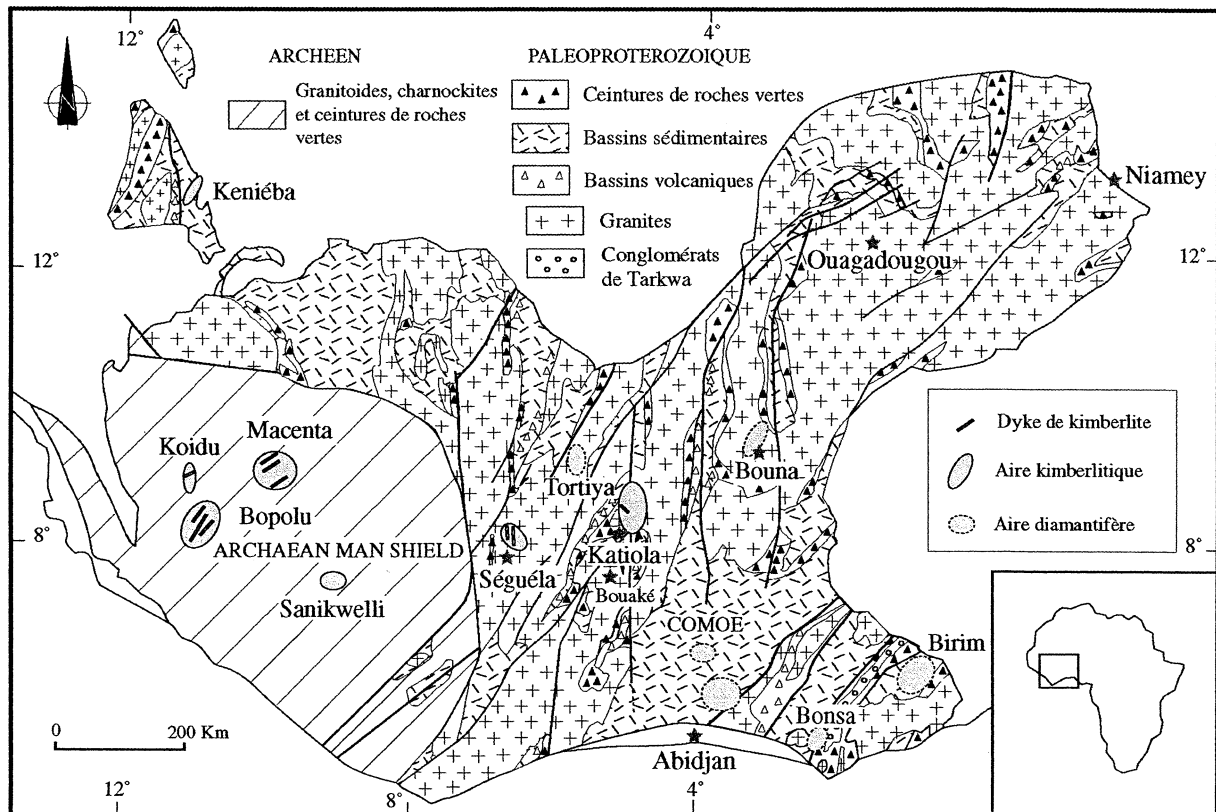 12°
4°
ARCHEEN
Granitoides, charnockites
et ceintures de roches
vertes
PALEOPROTEROZOIQUE
Ceintures de roches vertes
Bassins sédimentaires
Bassins volcaniques
Granites
Conglomérats
de Tarkwa
N
Keniéba
Niamey
12°
Ouagadougou
12°
Koidu
Macenta
Bopolu
8°
ARCHAEAN MAN SHIELD
Sanikwelli
Tortiya
Bouna
Séguéla
Katiola
Bouaké
COMOE
Birim
Bonsa
Abidjan
Dyke de kimberlite
Aire kimberlitique
Aire diamantifère
8°
0
200 Km
12°
8°
4°